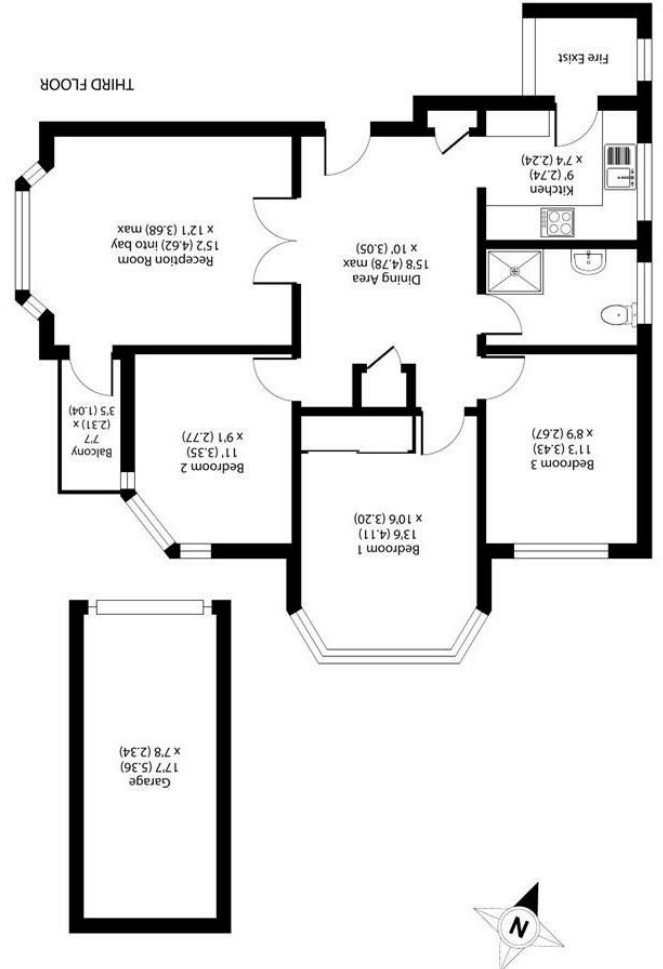 Garage
17'7 (5.36)
x 7'8 (2.34)
N
Bedroom 1
13'6 (4.11)
x 10'6 (3.20)
Bedroom 3
11'3 (3.43)
x 8'9 (2.67)
Bedroom 2
11' (3.35)
x 9'1 (2.77)
Balcony
7'7
(2.31) x
3'5 (1.04)
Dining Area
15'8 (4.78) max
x 10' (3.05)
Reception Room
15'2 (4.62) into bay
x 12'1 (3.68) max
Kitchen
9' (2.74)
x 7'4 (2.24)
Fire Exist
THIRD FLOOR